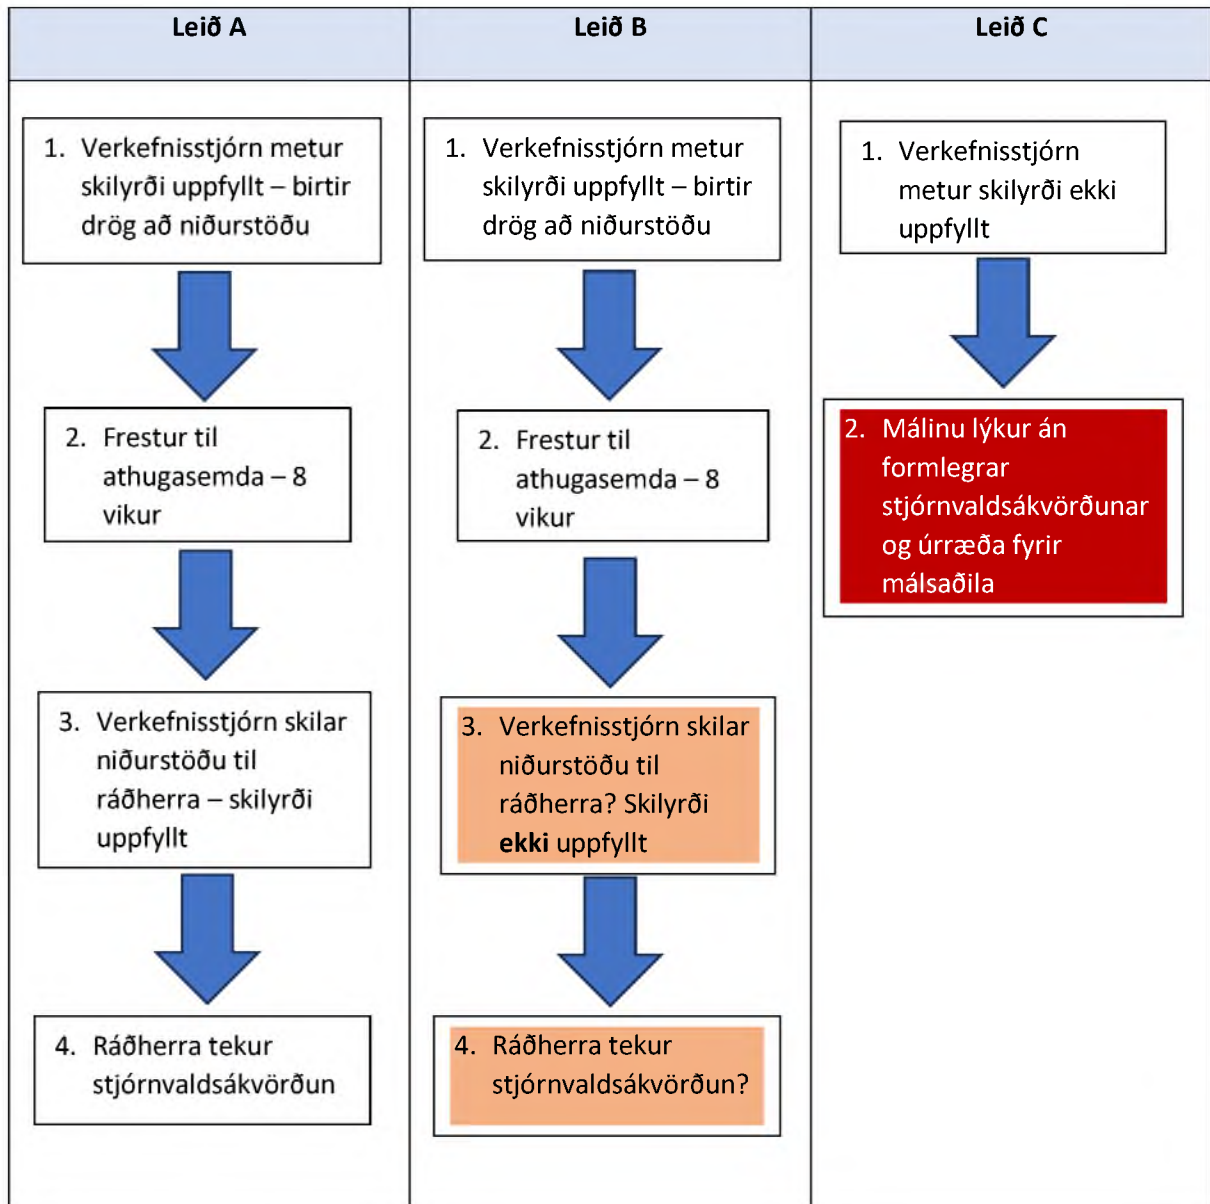 Leið A
1. Verkefnisstjórn metur
skilyrði uppfyllt – birtir
drög að niðurstöðu
2. Frestur til
athugasemda – 8
vikur
3. Verkefnisstjórn skilar
niðurstöðu til
ráðherra – skilyrði
uppfyllt
4. Ráðherra tekur
stjórnvaldsákvörðun
Leið B
1. Verkefnisstjórn metur
skilyrði uppfyllt – birtir
drög að niðurstöðu
2. Frestur til
athugasemda – 8
vikur
3. Verkefnisstjórn skilar
niðurstöðu til
ráðherra? Skilyrði
ekki uppfyllt
4. Ráðherra tekur
stjórnvaldsákvörðun?
Leið C
1. Verkefnisstjórn
metur skilyrði ekki
uppfyllt
2. Málinu lýkur án
formlegrar
stjórnvaldsákvörðunar
og úrræða fyrir
málsaðila